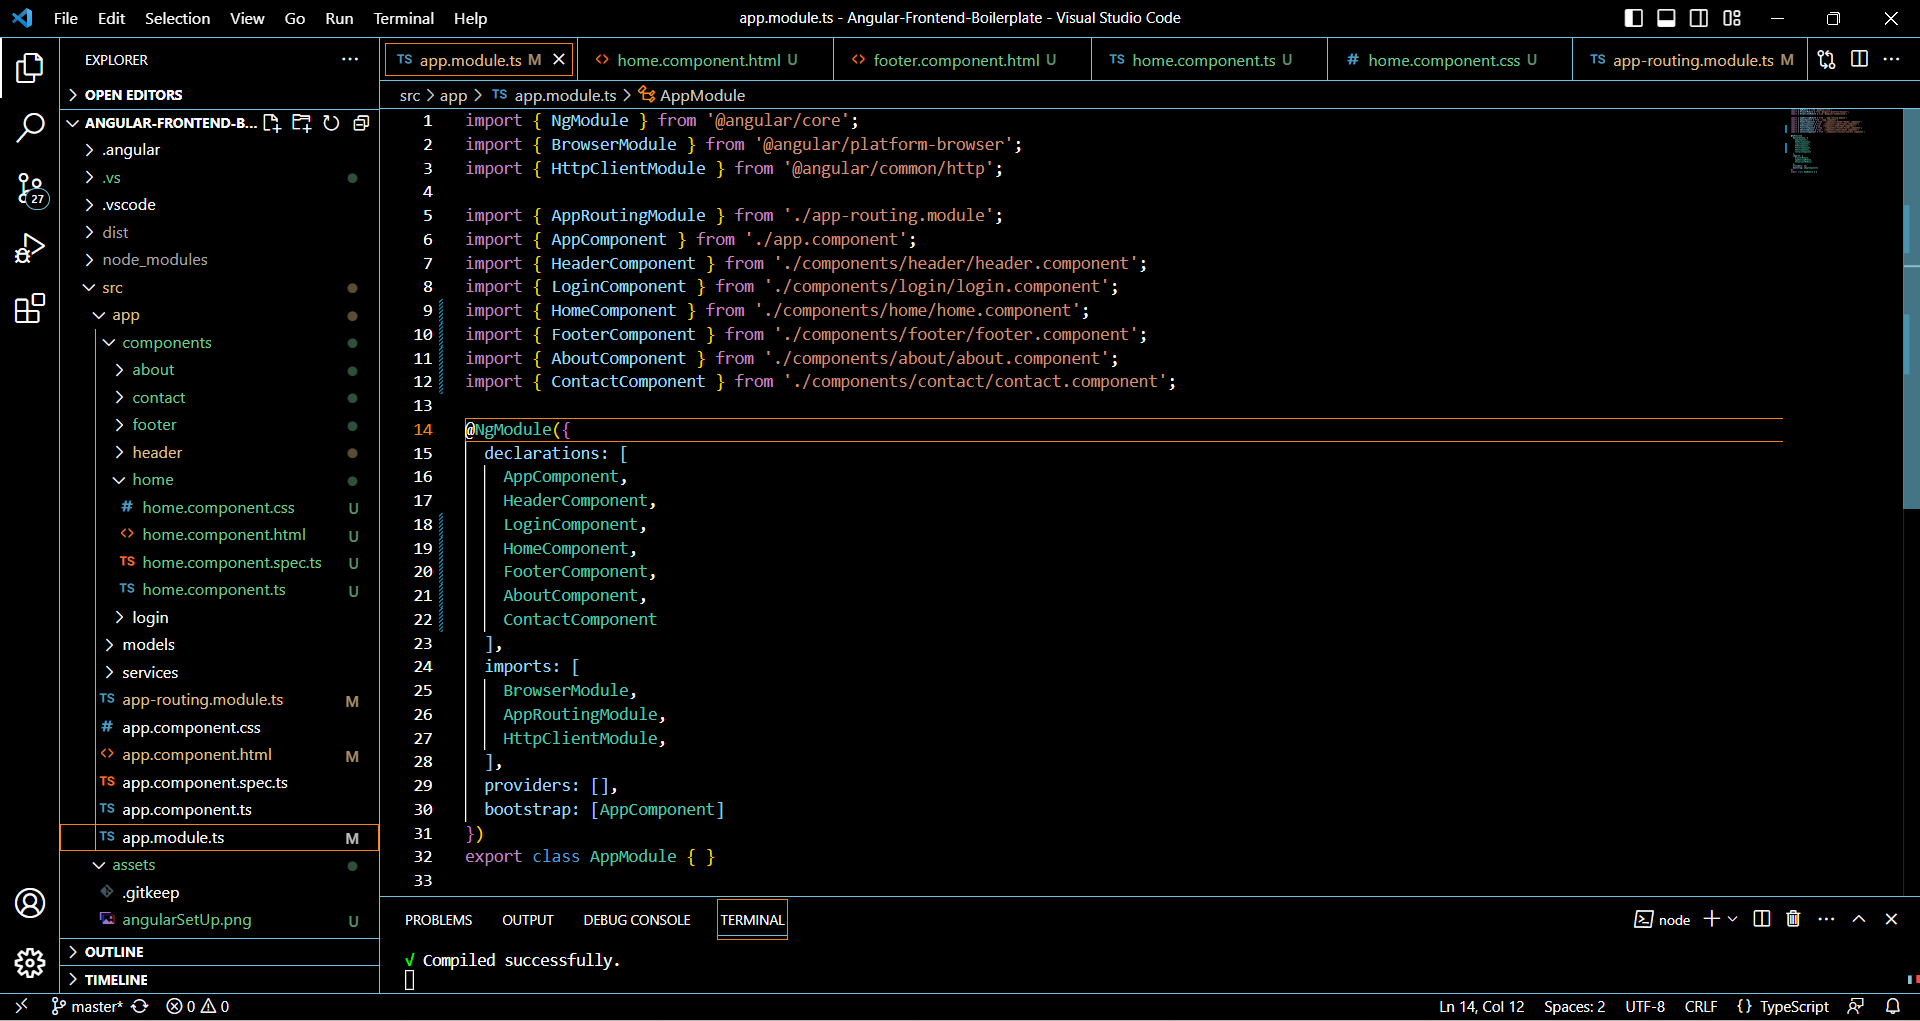 File Edit Selection View Go Run Terminal Help
app.module.ts - Angular-Frontend-Boilerplate - Visual Studio Code
EXPLORER
OPEN EDITORS
ANGULAR-FRONTEND-B...
.angular
.vs
.vscode
dist
node_modules
src
app
components
about
contact
footer
header
home
# home.component.css U
<> home.component.html U
TS home.component.spec.ts U
TS home.component.ts U
login
models
services
TS app-routing.module.ts M
# app.component.css
<> app.component.html M
TS app.component.spec.ts
TS app.component.ts
TS app.module.ts M
assets
.gitkeep
angularSetUp.png U
OUTLINE
TIMELINE
27
TS app.module.ts M
<> home.component.html U
<> footer.component.html U
TS home.component.ts U
# home.component.css U
TS app-routing.module.ts M
src > app > TS app.module.ts > AppModule
1 import { NgModule } from '@angular/core';
2 import { BrowserModule } from '@angular/platform-browser';
3 import { HttpClientModule } from '@angular/common/http';
4
5 import { AppRoutingModule } from './app-routing.module';
6 import { AppComponent } from './app.component';
7 import { HeaderComponent } from './components/header/header.component';
8 import { LoginComponent } from './components/login/login.component';
9 import { HomeComponent } from './components/home/home.component';
10 import { FooterComponent } from './components/footer/footer.component';
11 import { AboutComponent } from './components/about/about.component';
12 import { ContactComponent } from './components/contact/contact.component';
13
14 @NgModule({
15 declarations: [
16 AppComponent,
17 HeaderComponent,
18 LoginComponent,
19 HomeComponent,
20 FooterComponent,
21 AboutComponent,
22 ContactComponent
23 ],
24 imports: [
25 BrowserModule,
26 AppRoutingModule,
27 HttpClientModule,
28 ],
29 providers: [],
30 bootstrap: [AppComponent]
31 })
32 export class AppModule { }
33
PROBLEMS OUTPUT DEBUG CONSOLE TERMINAL
node
√ Compiled successfully.
master* 0 0
Ln 14, Col 12 Spaces: 2 UTF-8 CRLF {} TypeScript